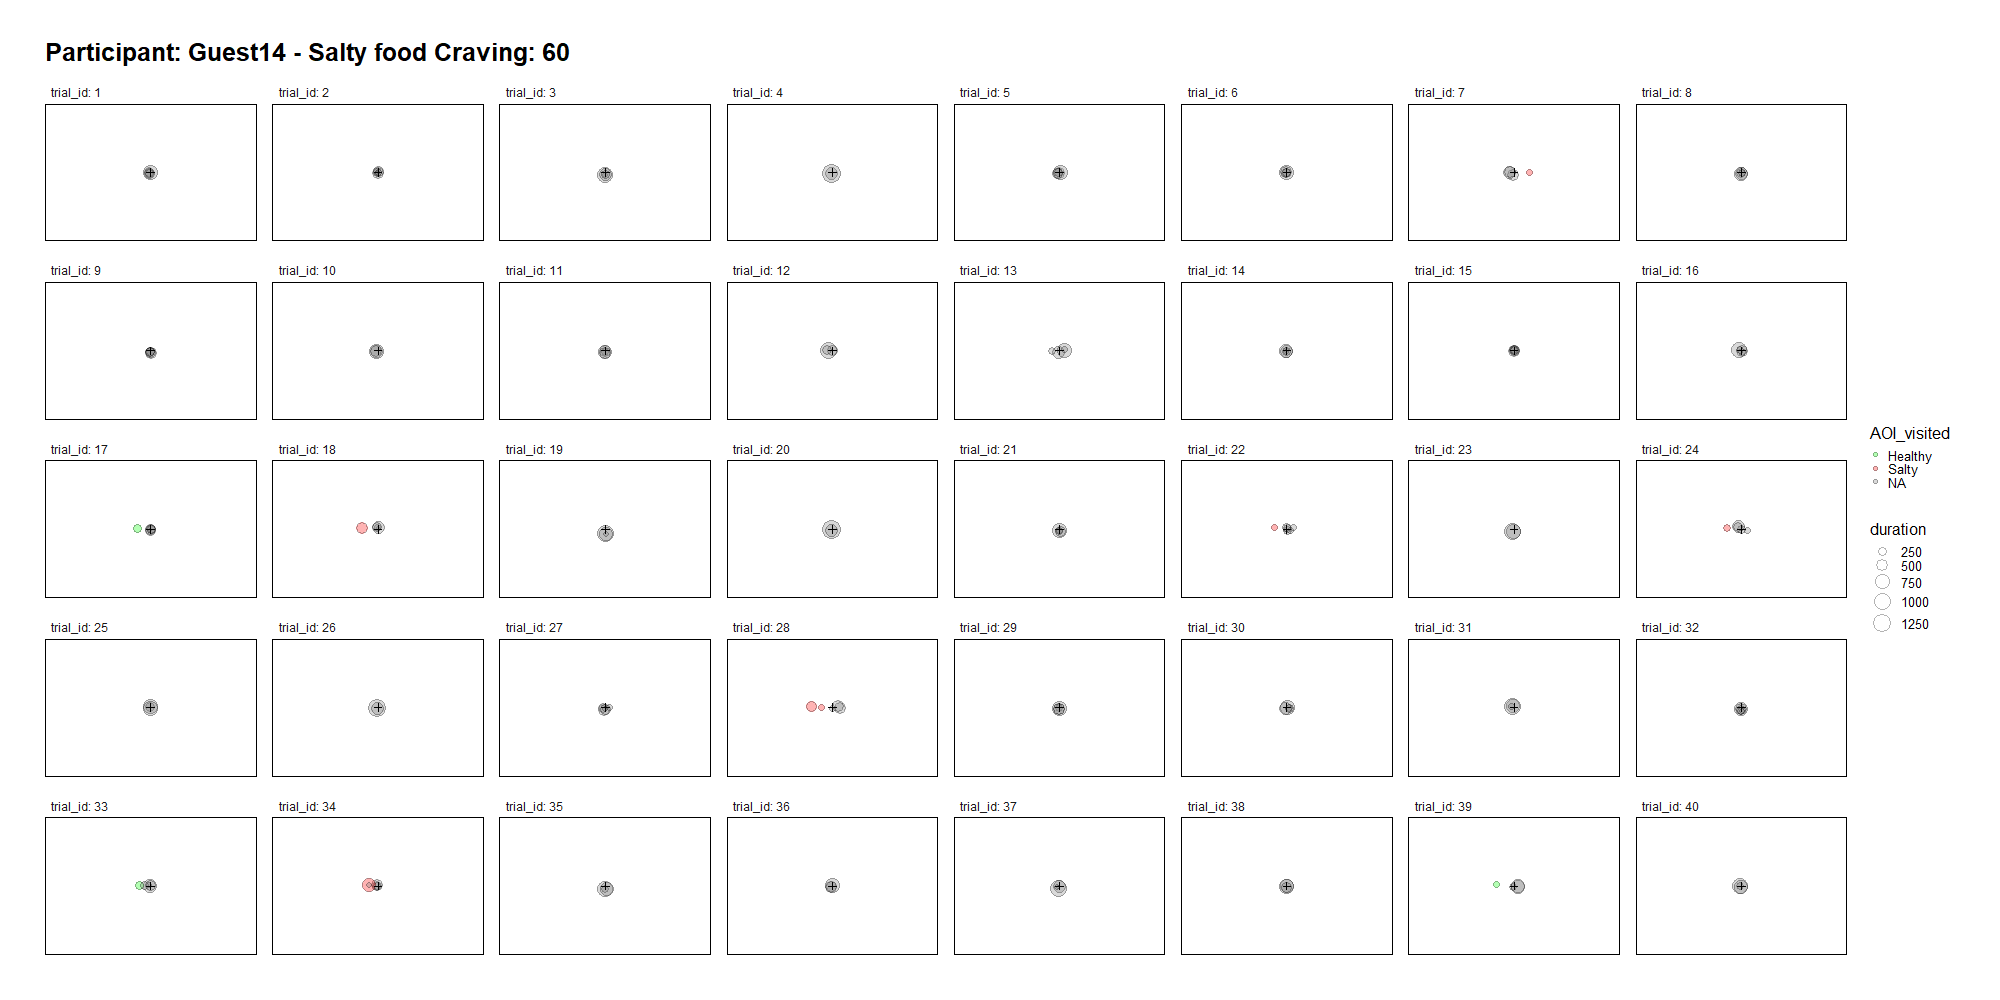 Participant: Guest14 - Salty food Craving: 60
trial_id: 1
trial_id: 2
trial_id: 3
trial_id: 4
trial_id: 5
trial_id: 6
trial_id: 7
trial_id: 8
trial_id: 9
trial_id: 10
trial_id: 11
trial_id: 12
trial_id: 13
trial_id: 14
trial_id: 15
trial_id: 16
trial_id: 17
trial_id: 18
trial_id: 19
trial_id: 20
trial_id: 21
trial_id: 22
trial_id: 23
trial_id: 24
trial_id: 25
trial_id: 26
trial_id: 27
trial_id: 28
trial_id: 29
trial_id: 30
trial_id: 31
trial_id: 32
trial_id: 33
trial_id: 34
trial_id: 35
trial_id: 36
trial_id: 37
trial_id: 38
trial_id: 39
trial_id: 40
AOI_visited
Healthy
Salty
NA
duration
250
500
750
1000
1250